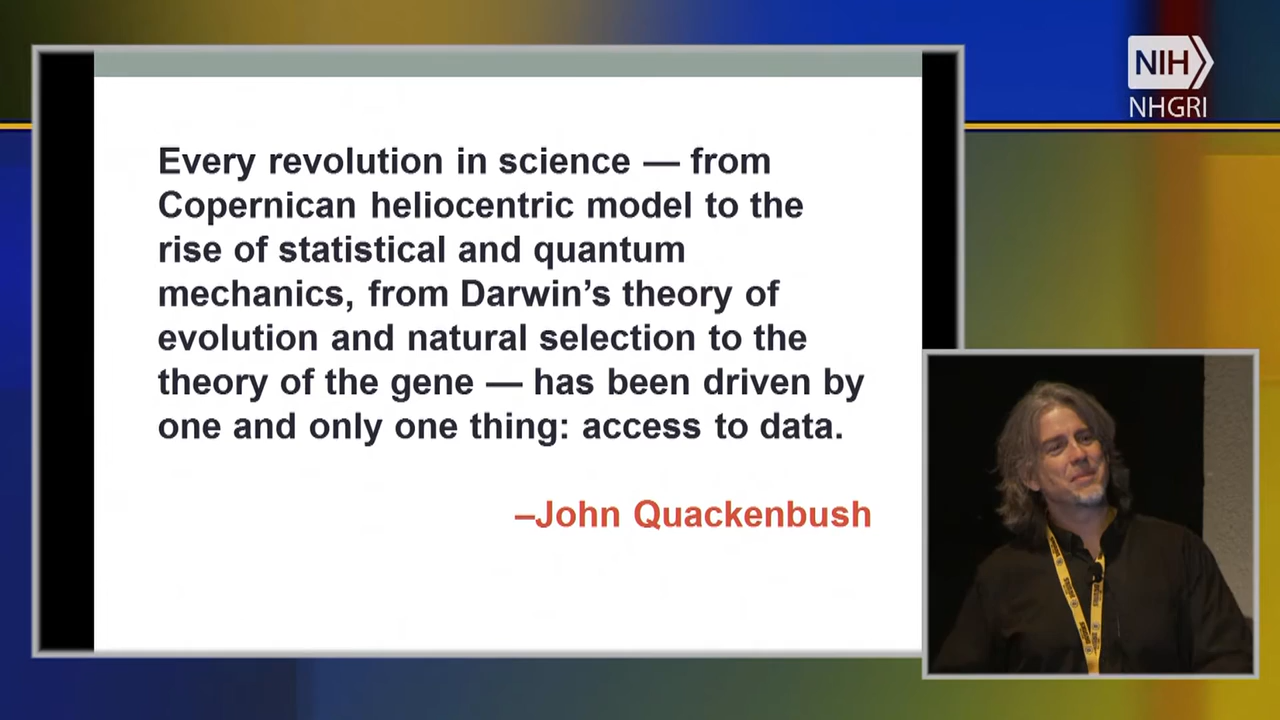 NIH
NHGRI
Every revolution in science — from
Copernican heliocentric model to the
rise of statistical and quantum
mechanics, from Darwin’s theory of
evolution and natural selection to the
theory of the gene — has been driven by
one and only one thing: access to data.
–John Quackenbush